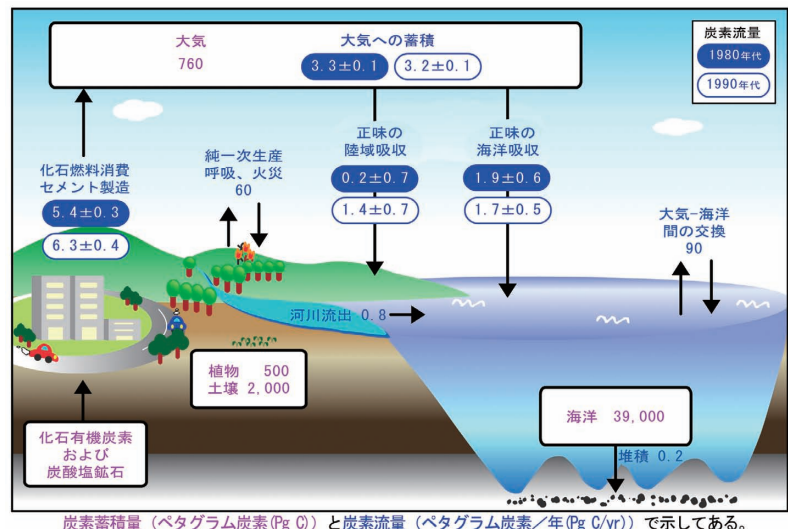 大気
760
大気への蓄積
3.3±0.1 3.2±0.1
炭素流量
1980年代
1990年代
化石燃料消費
セメント製造
5.4±0.3
6.3±0.4
純一次生産
呼吸、火災
60
正味の
陸域吸収
0.2±0.7
1.4±0.7
正味の
海洋吸収
1.9±0.6
1.7±0.5
大気-海洋
間の交換
90
河川流出 0.8
植物 500
土壌 2,000
化石有機炭素
および
炭酸塩鉱石
海洋 39,000
堆積 0.2
炭素蓄積量（ペタグラム炭素(Pg C)）と炭素流量（ペタグラム炭素／年(Pg C/yr)）で示してある。